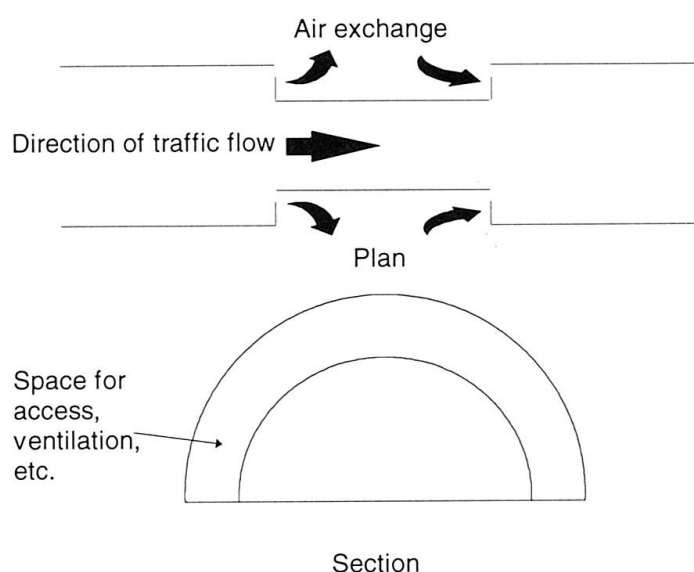 Air exchange
Direction of traffic flow
Plan
Space for
access,
ventilation,
etc.
Section